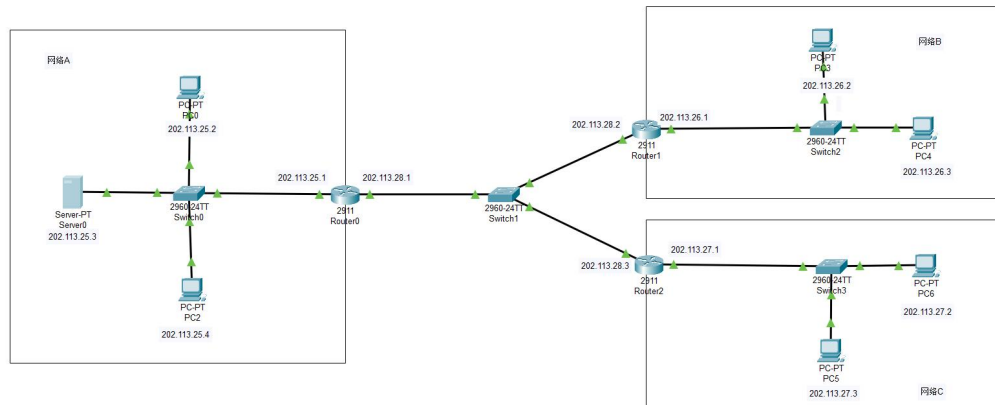 网络A
PC-PT
PC0
202.113.25.2
Server-PT
Server0
202.113.25.3
2960-24TT
Switch0
PC-PT
PC2
202.113.25.4
202.113.25.1
202.113.28.1
2911
Router0
2960-24TT
Switch1
网络B
PC-PT
PC3
202.113.26.2
202.113.28.2
202.113.26.1
2911
Router1
2960-24TT
Switch2
PC-PT
PC4
202.113.26.3
202.113.28.3
202.113.27.1
2911
Router2
2960-24TT
Switch3
PC-PT
PC6
202.113.27.2
PC-PT
PC5
202.113.27.3
网络C